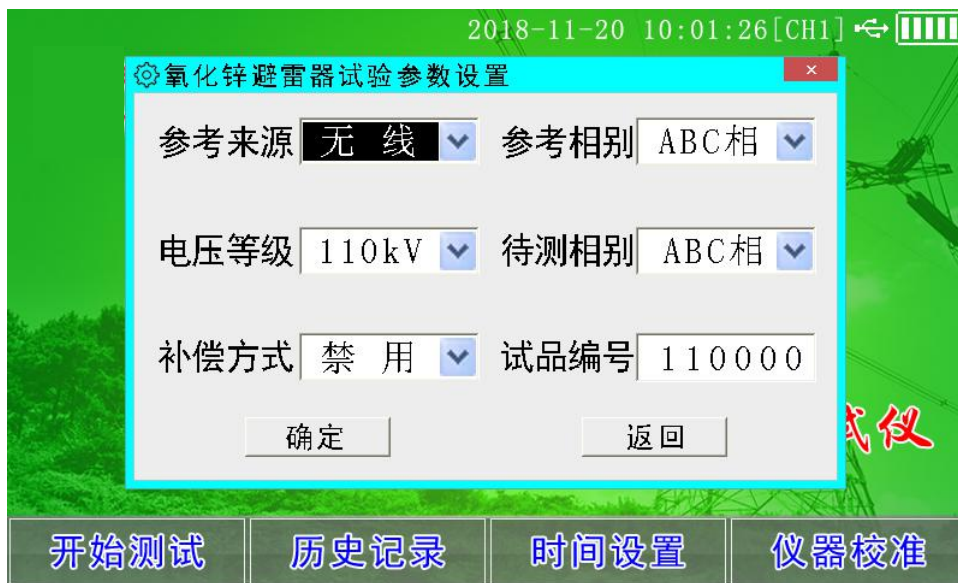 2018-11-20 10:01:26[CH1]
氧化锌避雷器试验参数设置
参考来源 无 线 参考相别 ABC相
电压等级 110kV 待测相别 ABC相
补偿方式 禁 用 试品编号 110000
确定 返回
试仪
开始测试 历史记录 时间设置 仪器校准